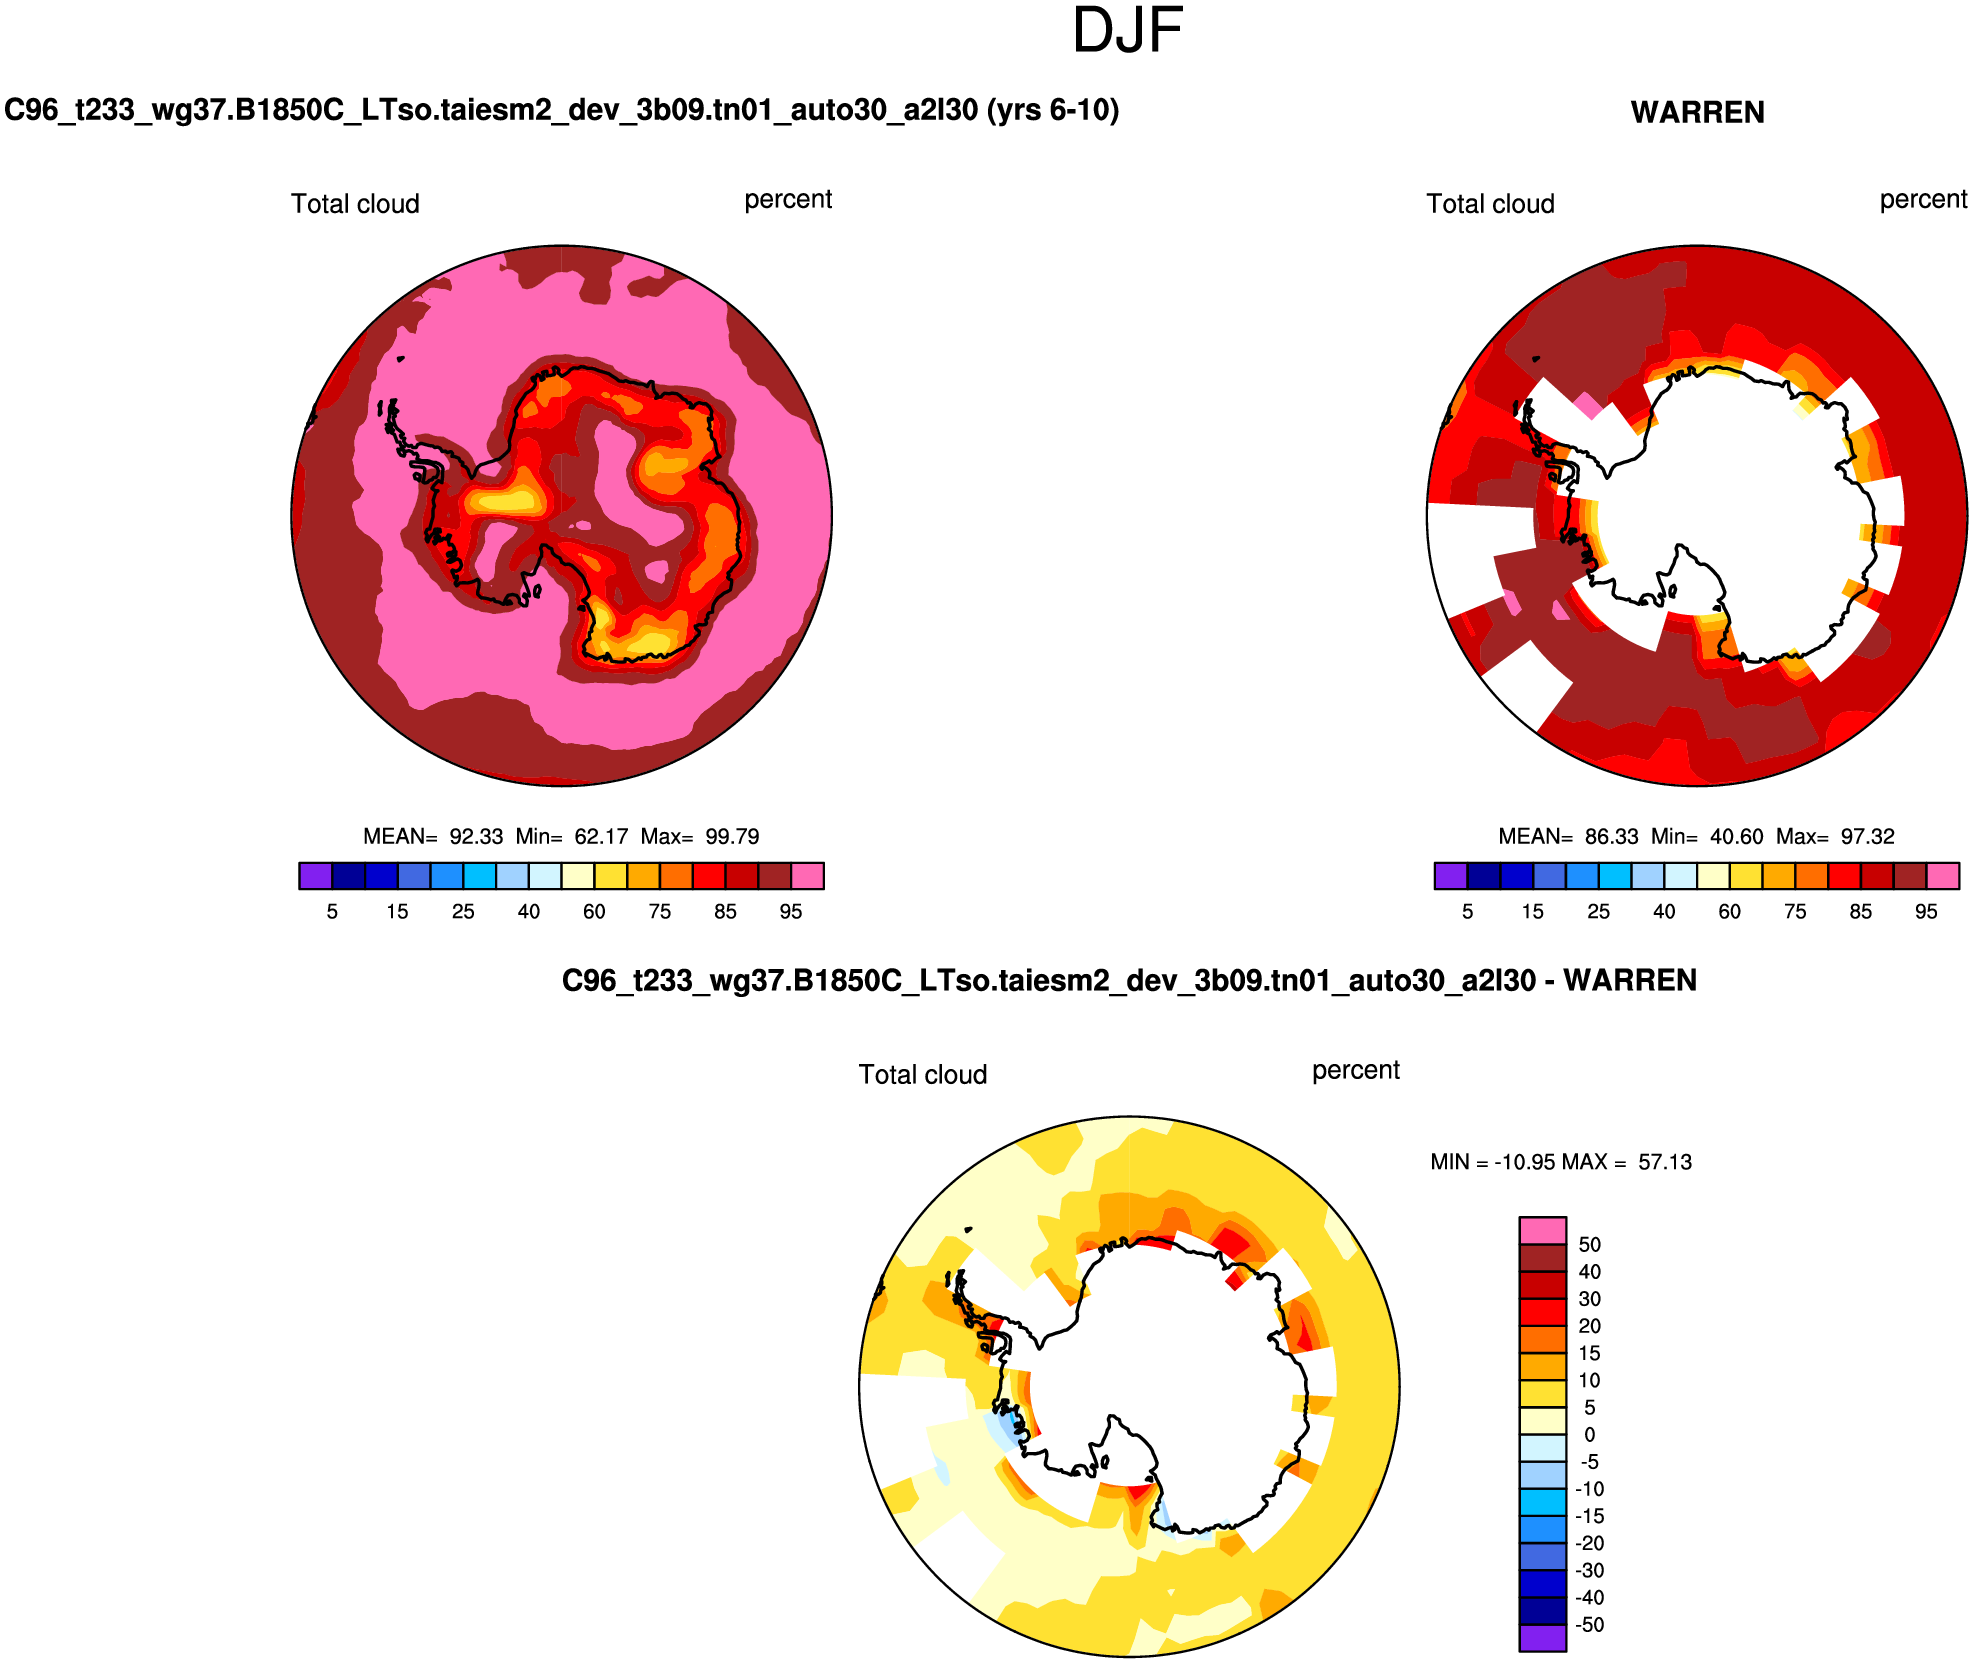 DJF
C96_t233_wg37.B1850C_LTso.taiesm2_dev_3b09.tn01_auto30_a2l30 (yrs 6-10)
WARREN
Total cloud percent
Total cloud percent
MEAN= 92.33 Min= 62.17 Max= 99.79
MEAN= 86.33 Min= 40.60 Max= 97.32
5 15 25 40 60 75 85 95
5 15 25 40 60 75 85 95
C96_t233_wg37.B1850C_LTso.taiesm2_dev_3b09.tn01_auto30_a2l30 - WARREN
Total cloud percent
MIN = -10.95 MAX = 57.13
50
40
30
20
15
10
5
0
-5
-10
-15
-20
-30
-40
-50